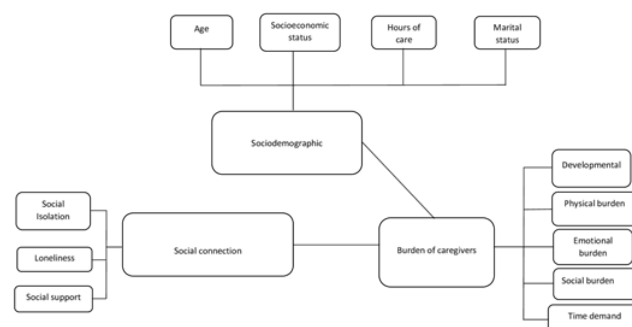 Age
Socioeconomic
status
Hours of
care
Marital
status
Sociodemographic
Developmental
Physical burden
Emotional
burden
Social burden
Time demand
Burden of caregivers
Social connection
Social
Isolation
Loneliness
Social support